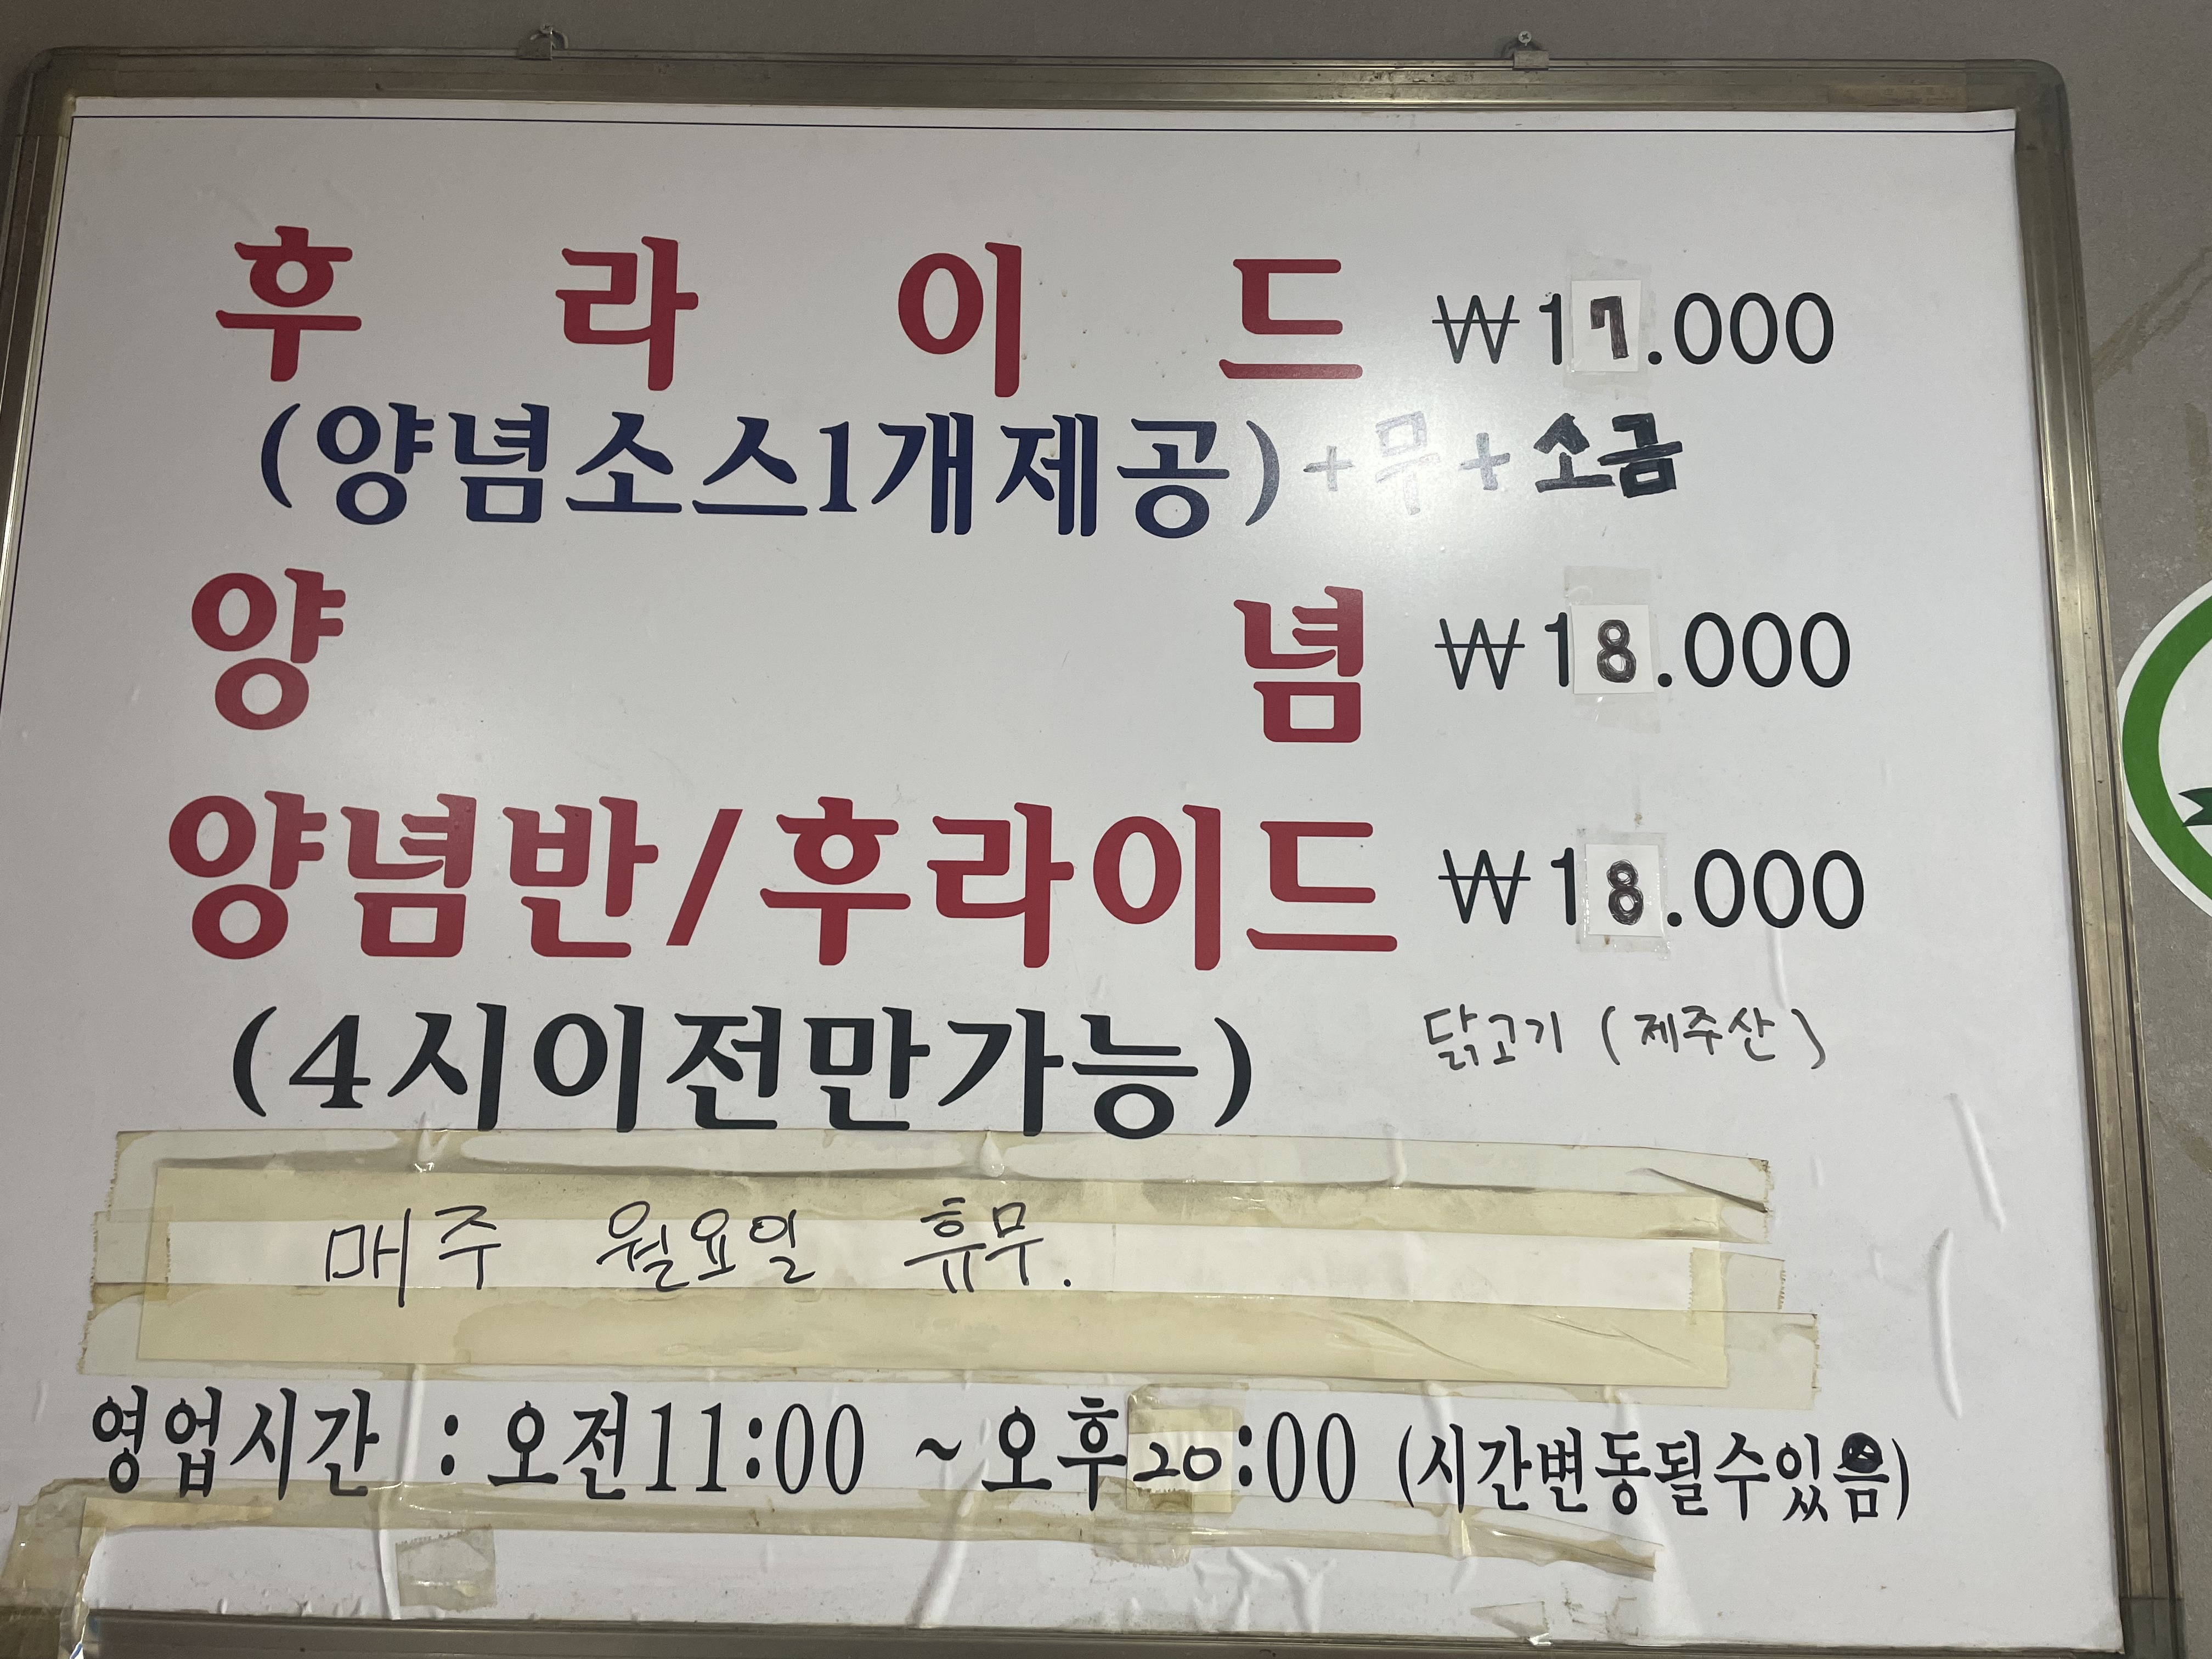 후라이드 ₩17.000
(양념소스1개제공)+무+소금
양념 ₩18.000
양념반/후라이드 ₩18.000
(4시이전만가능) 닭고기 (제주산)
매주 월요일 휴무.
영업시간 : 오전11:00 ~오후20:00 (시간변동될수있음)